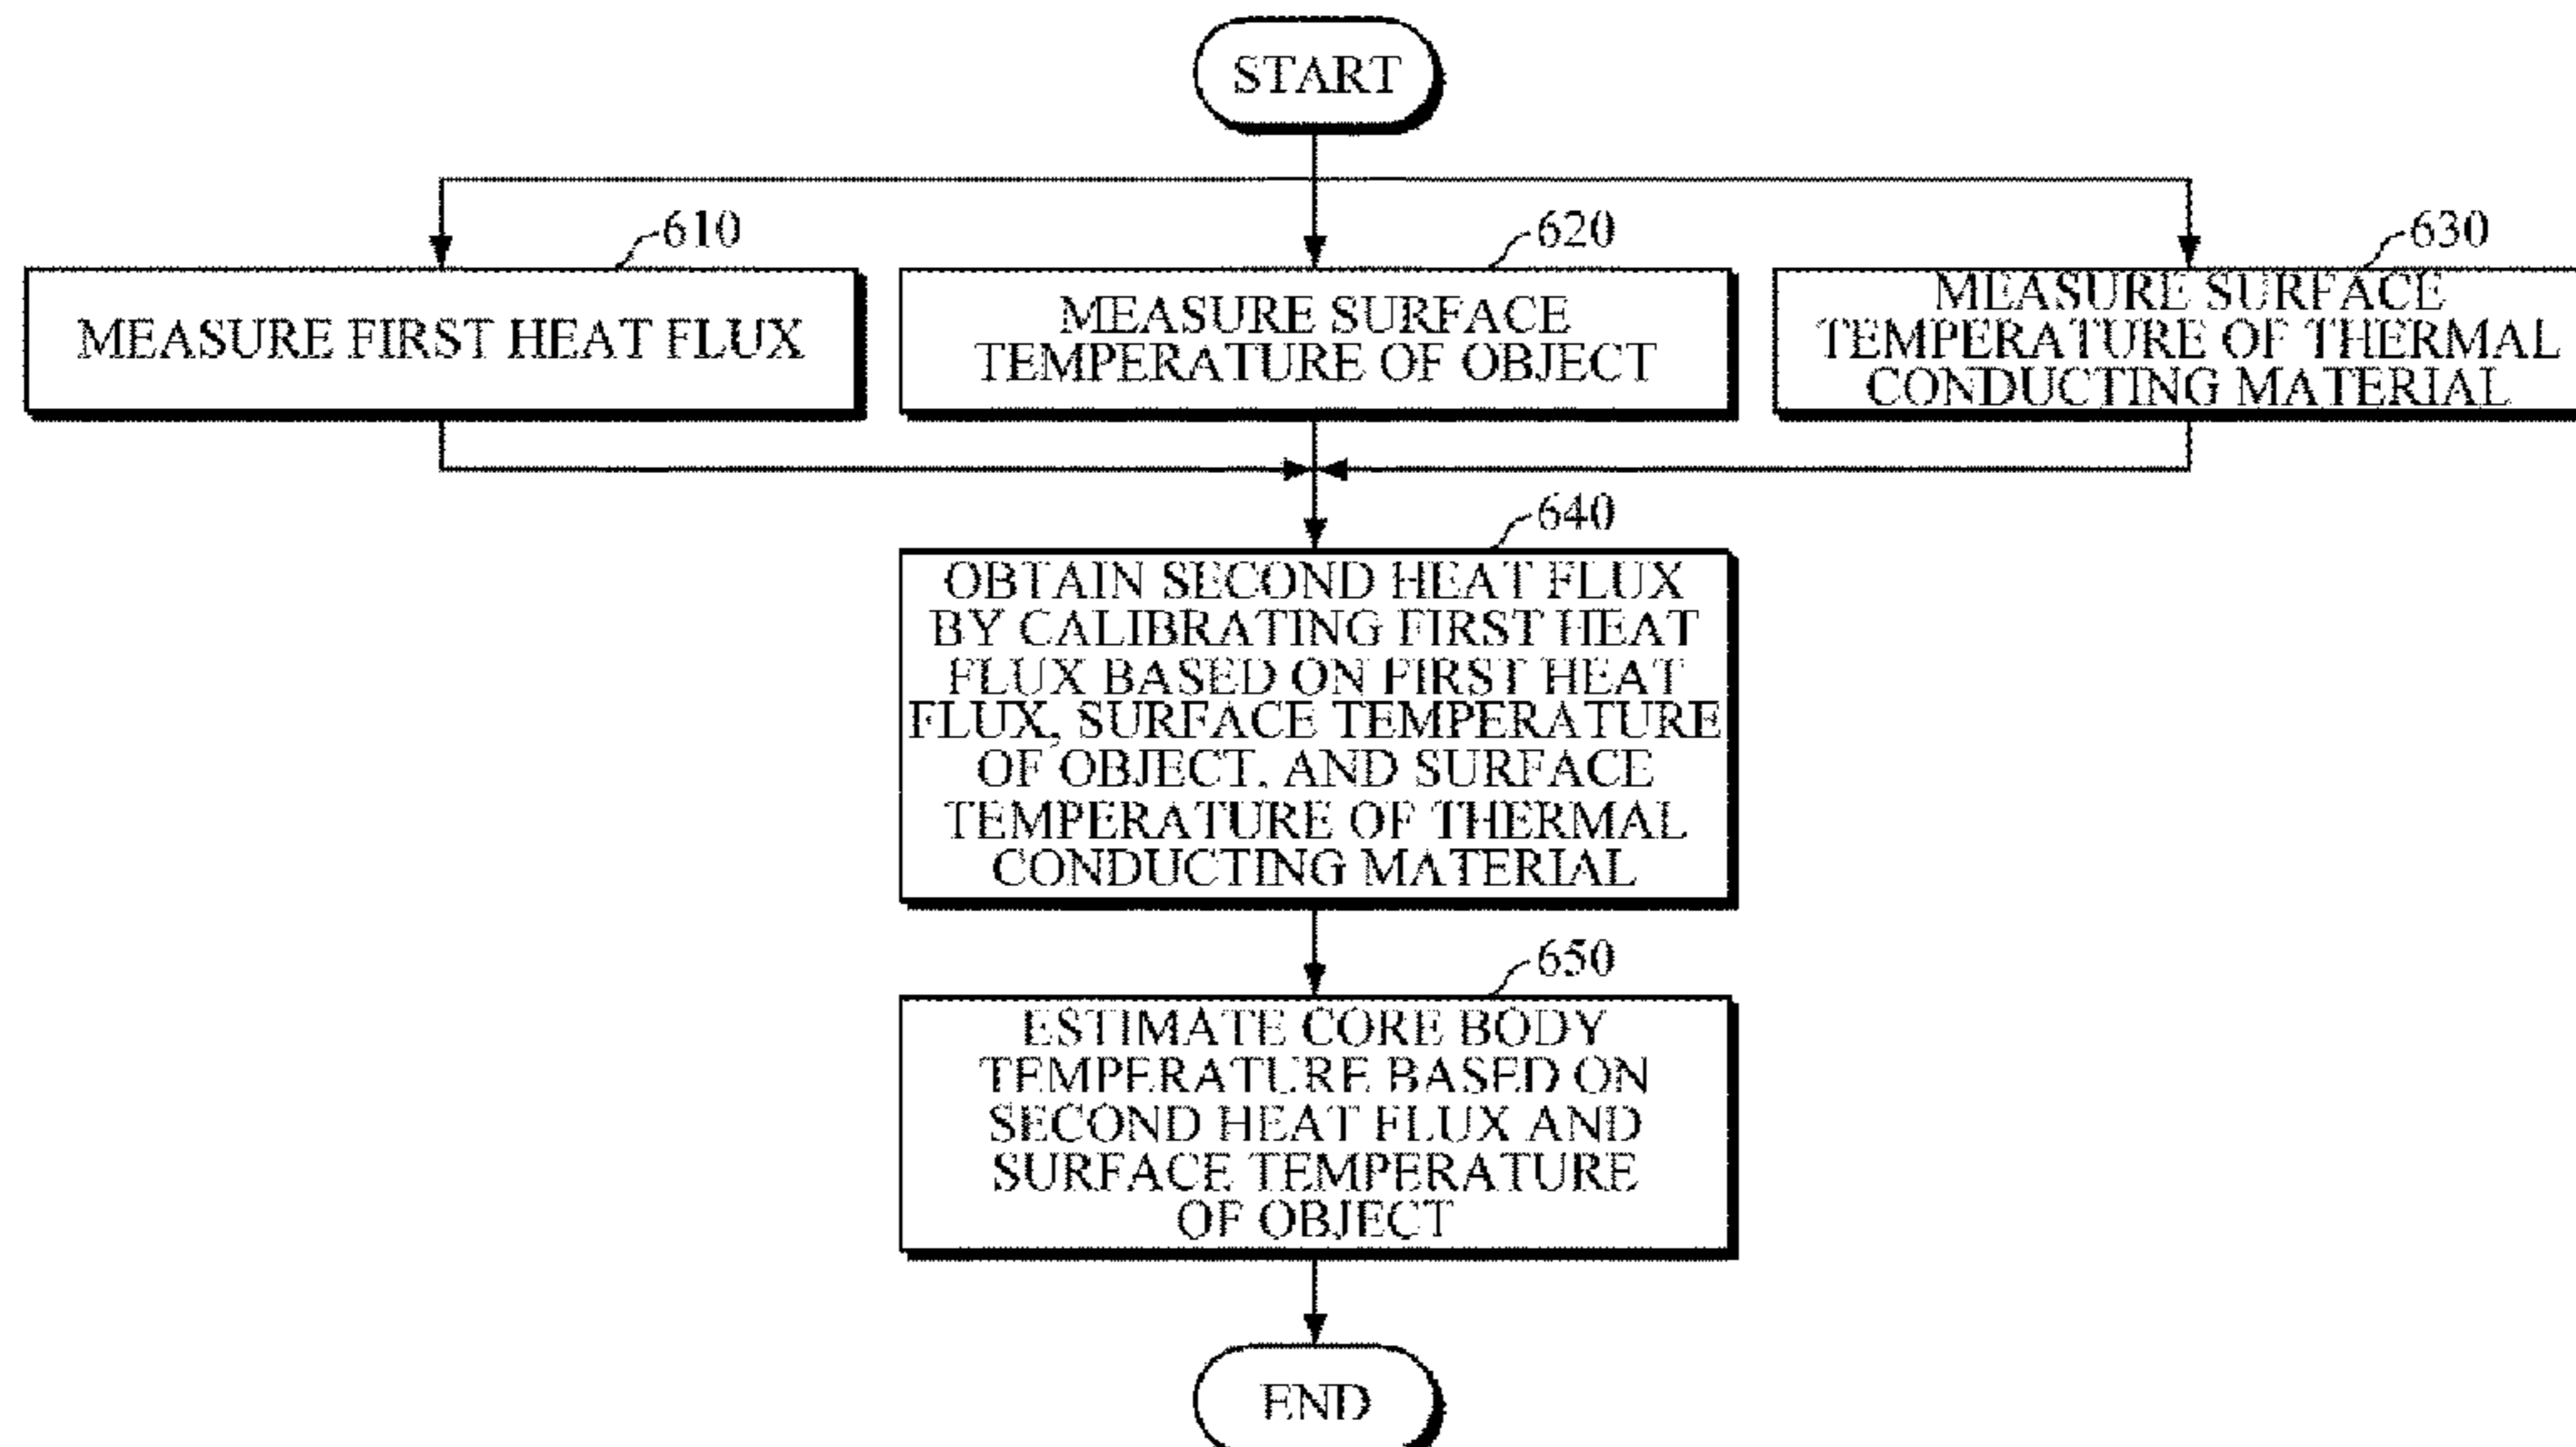 START
610
MEASURE FIRST HEAT FLUX
620
MEASURE SURFACE
TEMPERATURE OF OBJECT
630
MEASURE SURFACE
TEMPERATURE OF THERMAL
CONDUCTING MATERIAL
640
OBTAIN SECOND HEAT FLUX
BY CALIBRATING FIRST HEAT
FLUX BASED ON FIRST HEAT
FLUX, SURFACE TEMPERATURE
OF OBJECT, AND SURFACE
TEMPERATURE OF THERMAL
CONDUCTING MATERIAL
650
ESTIMATE CORE BODY
TEMPERATURE BASED ON
SECOND HEAT FLUX AND
SURFACE TEMPERATURE
OF OBJECT
END